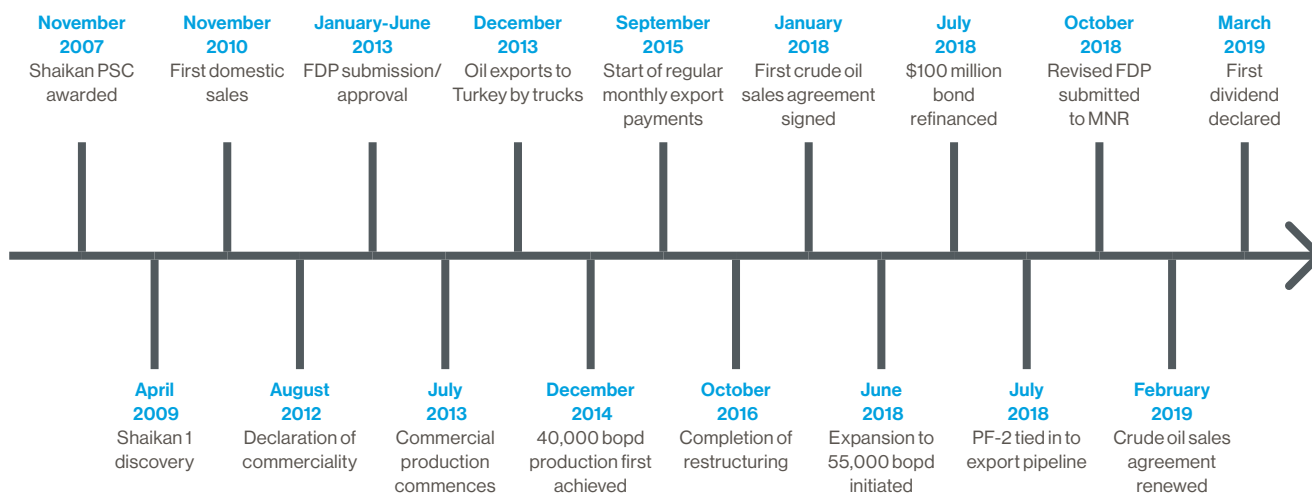 November
2007
Shaikan PSC
awarded
November
2010
First domestic
sales
January-June
2013
FDP submission/
approval
December
2013
Oil exports to
Turkey by trucks
September
2015
Start of regular
monthly export
payments
January
2018
First crude oil
sales agreement
signed
July
2018
$100 million
bond
refinanced
October
2018
Revised FDP
submitted
to MNR
March
2019
First
dividend
declared
April
2009
Shaikan 1
discovery
August
2012
Declaration of
commerciality
July
2013
Commercial
production
commences
December
2014
40,000 bopd
production first
achieved
October
2016
Completion of
restructuring
June
2018
Expansion to
55,000 bopd
initiated
July
2018
PF-2 tied in to
export pipeline
February
2019
Crude oil sales
agreement
renewed